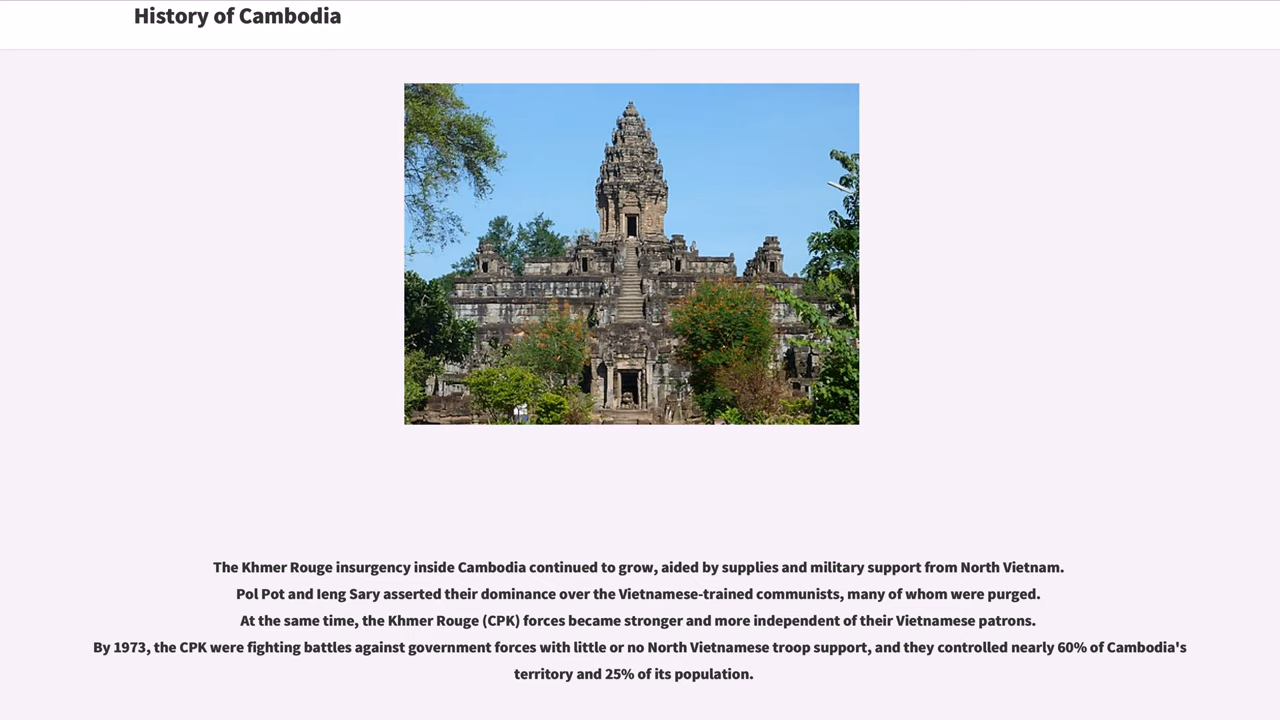 History of Cambodia
The Khmer Rouge insurgency inside Cambodia continued to grow, aided by supplies and military support from North Vietnam.
Pol Pot and Ieng Sary asserted their dominance over the Vietnamese-trained communists, many of whom were purged.
At the same time, the Khmer Rouge (CPK) forces became stronger and more independent of their Vietnamese patrons.
By 1973, the CPK were fighting battles against government forces with little or no North Vietnamese troop support, and they controlled nearly 60% of Cambodia's
territory and 25% of its population.